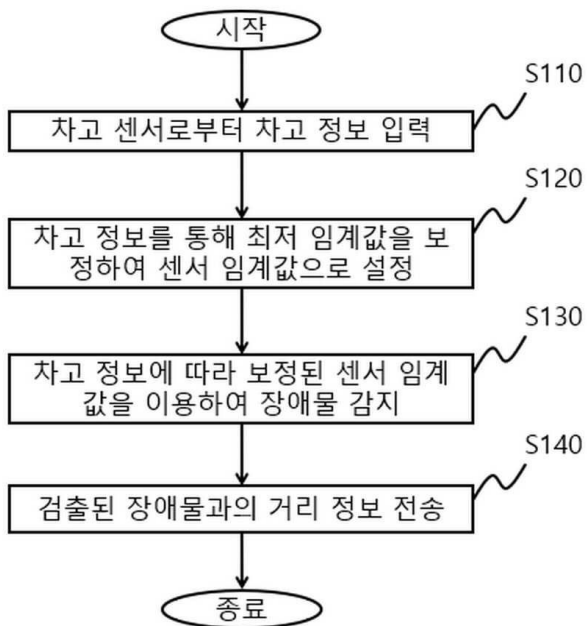 시작
S110
차고 센서로부터 차고 정보 입력
S120
차고 정보를 통해 최저 임계값을 보
정하여 센서 임계값으로 설정
S130
차고 정보에 따라 보정된 센서 임계
값을 이용하여 장애물 감지
S140
검출된 장애물과의 거리 정보 전송
종료